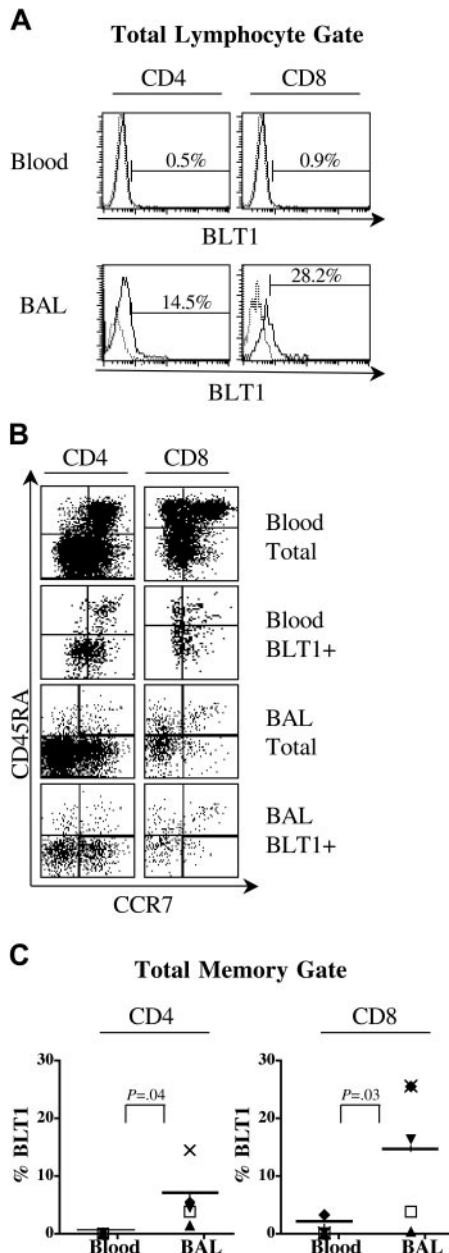 A
Total Lymphocyte Gate
CD4 CD8
Blood 0.5% 0.9%
BLT1
BAL 14.5% 28.2%
BLT1
B
CD4 CD8
Blood
Total
Blood
BLT1+
BAL
Total
BAL
BLT1+
CD45RA
CCR7
C
Total Memory Gate
CD4 CD8
30 30
P=.04 P=.03
20 20
% BLT1 % BLT1
10 10
0 0
Blood BAL Blood BAL